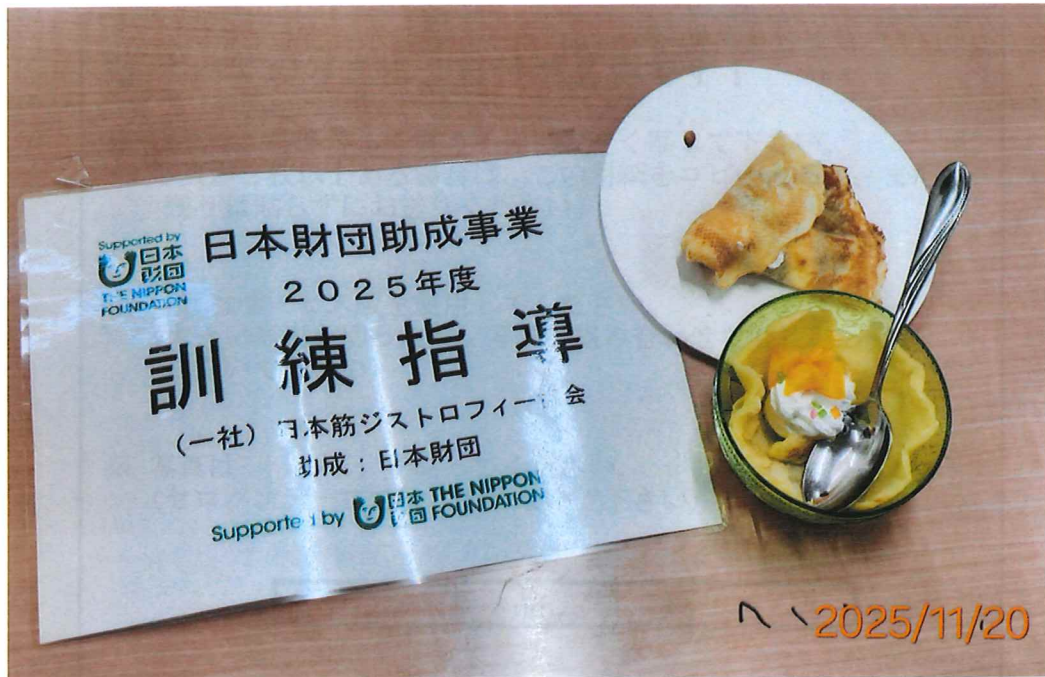 Supported by
日本
財団
THE NIPPON
FOUNDATION
日本財団助成事業
2025年度
訓練指導
(一社) 日本筋ジストロフィー 会
助成:日本財団
Supported by 日本財団 THE NIPPON FOUNDATION
2025/11/20